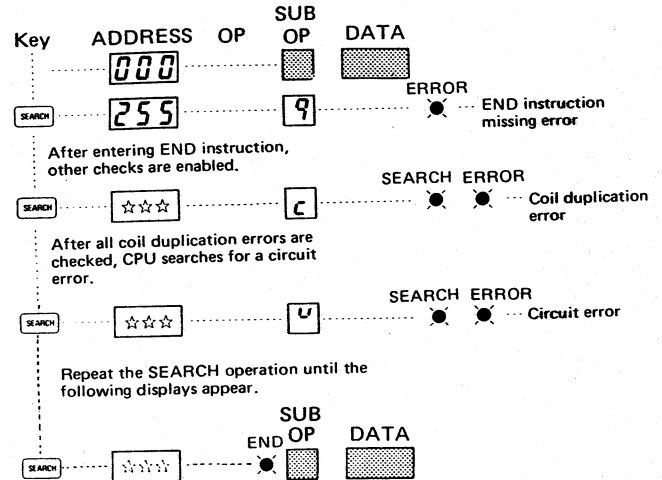 SUB
Key ADDRESS OP OP DATA
000
ERROR
SEARCH 255 9 END instruction
missing error
After entering END instruction,
other checks are enabled.
SEARCH ERROR
SEARCH ☆☆☆ c Coil duplication
error
After all coil duplication errors are
checked, CPU searches for a circuit
error.
SEARCH ERROR
SEARCH ☆☆☆ u Circuit error
Repeat the SEARCH operation until the
following displays appear.
SUB
END OP DATA
SEARCH ☆☆☆